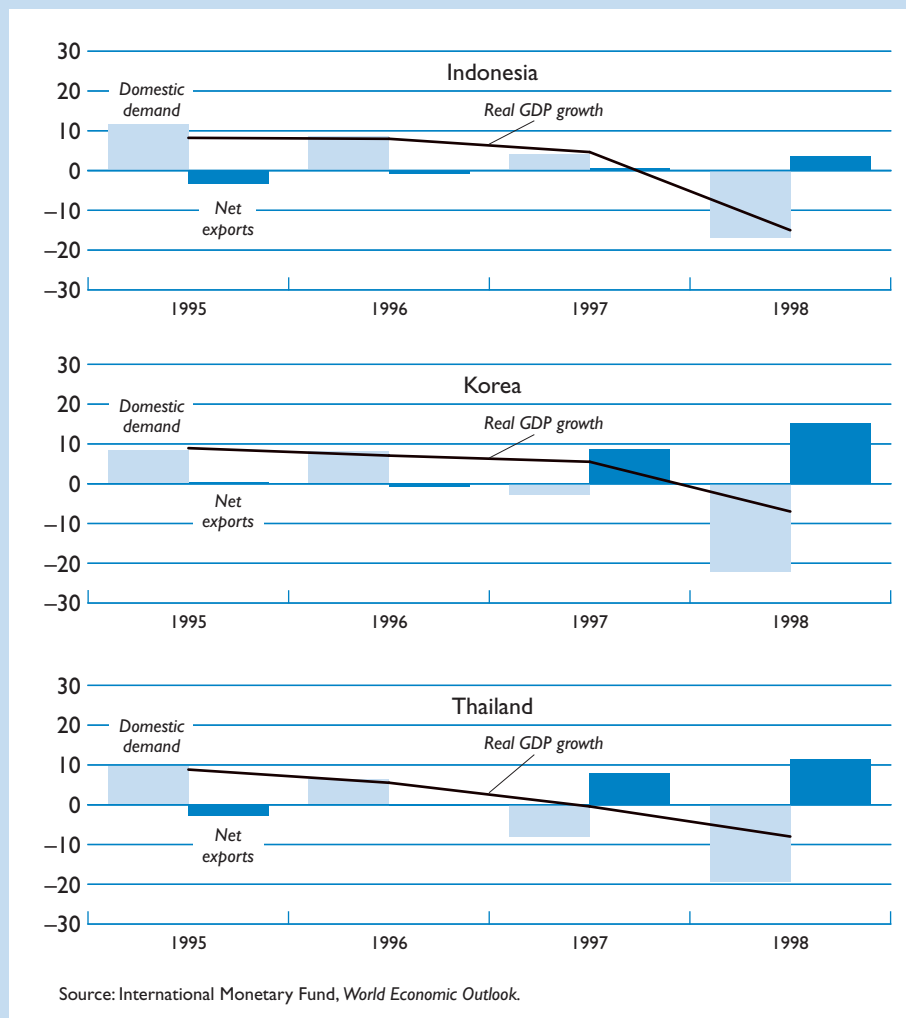 30
Indonesia
20
Domestic
demand
Real GDP growth
10
0
Net
exports
–10
–20
–30
1995 1996 1997 1998
30
Korea
20
Domestic
demand
Real GDP growth
10
0
Net
exports
–10
–20
–30
1995 1996 1997 1998
30
Thailand
20
Domestic
demand
Real GDP growth
10
0
Net
exports
–10
–20
–30
1995 1996 1997 1998
Source: International Monetary Fund, World Economic Outlook.